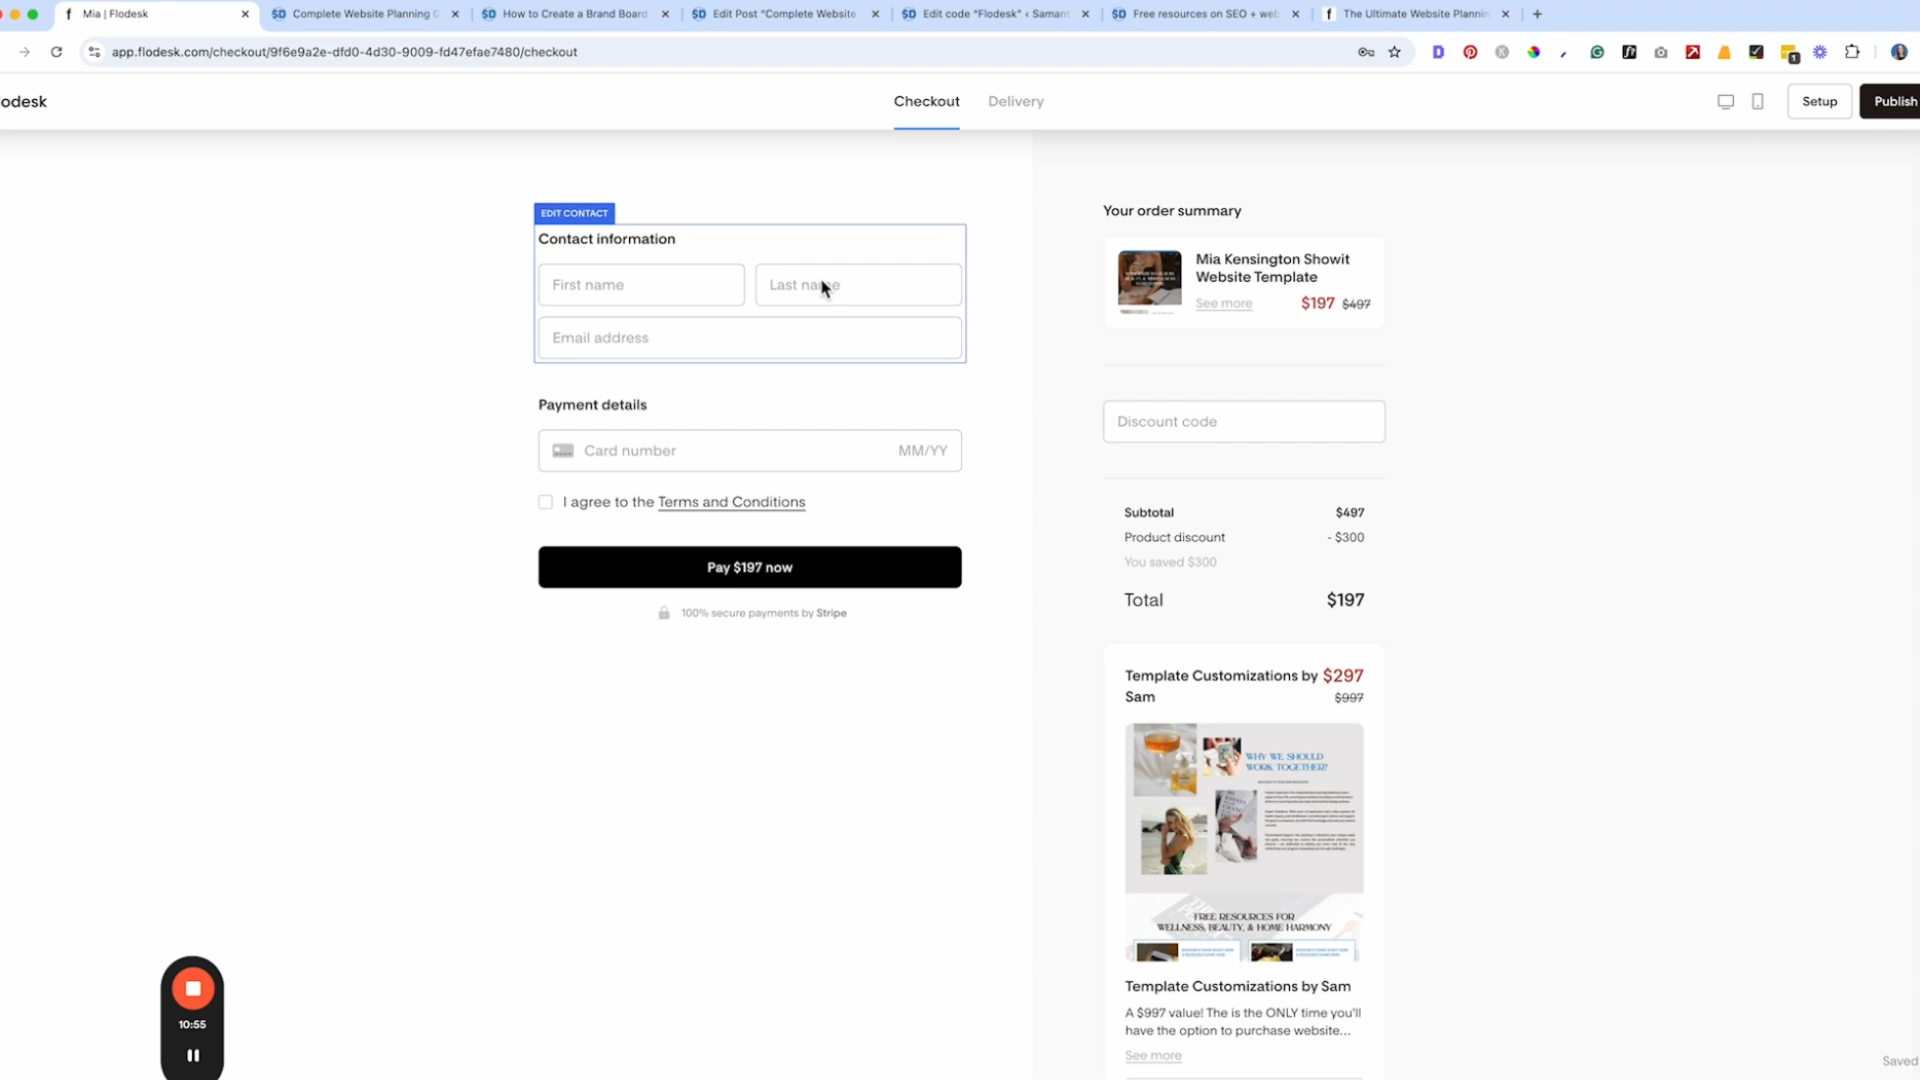 Mia | Flodesk
Complete Website Planning G
How to Create a Brand Board
Edit Post “Complete Website
Edit code “Flodesk” ‹ Samant
Free resources on SEO + web
The Ultimate Website Plannin
app.flodesk.com/checkout/9f6e9a2e-dfd0-4d30-9009-fd47efae7480/checkout
1
lodesk
Checkout
Delivery
Setup
Publish
EDIT CONTACT
Contact information
First name
Last name
Email address
Payment details
Card number
MM/YY
I agree to the Terms and Conditions
Pay $197 now
100% secure payments by Stripe
Your order summary
Mia Kensington Showit
Website Template
See more
$197 $497
Discount code
Subtotal $497
Product discount - $300
You saved $300
Total $197
Template Customizations by $297
Sam $997
WHY WE SHOULD
WORK TOGETHER?
FREE RESOURCES FOR
WELLNESS, BEAUTY, & HOME HARMONY
Template Customizations by Sam
A $997 value! The is the ONLY time you'll
have the option to purchase website...
See more
10:55
Saved